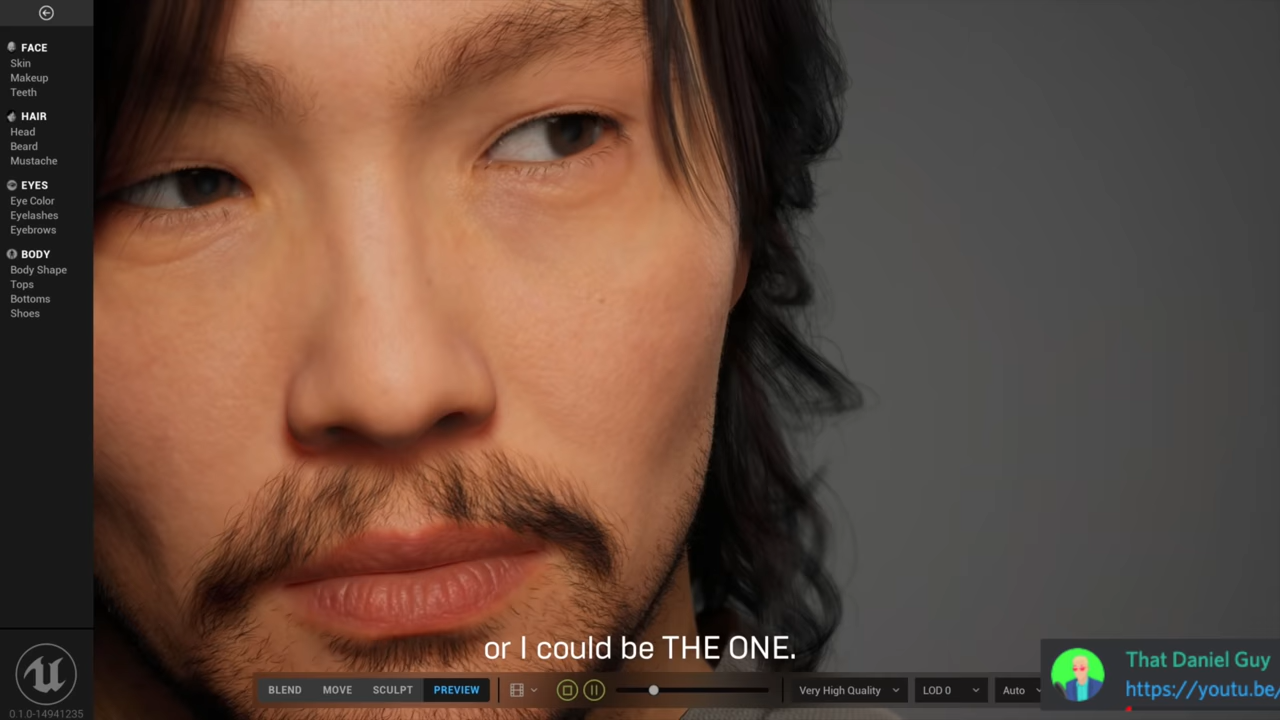 FACE
Skin
Makeup
Teeth
HAIR
Head
Beard
Mustache
EYES
Eye Color
Eyelashes
Eyebrows
BODY
Body Shape
Tops
Bottoms
Shoes
or I could be THE ONE.
BLEND MOVE SCULPT PREVIEW
Very High Quality
LOD 0
Auto
That Daniel Guy
https://youtu.be/
0.1.0-14941235